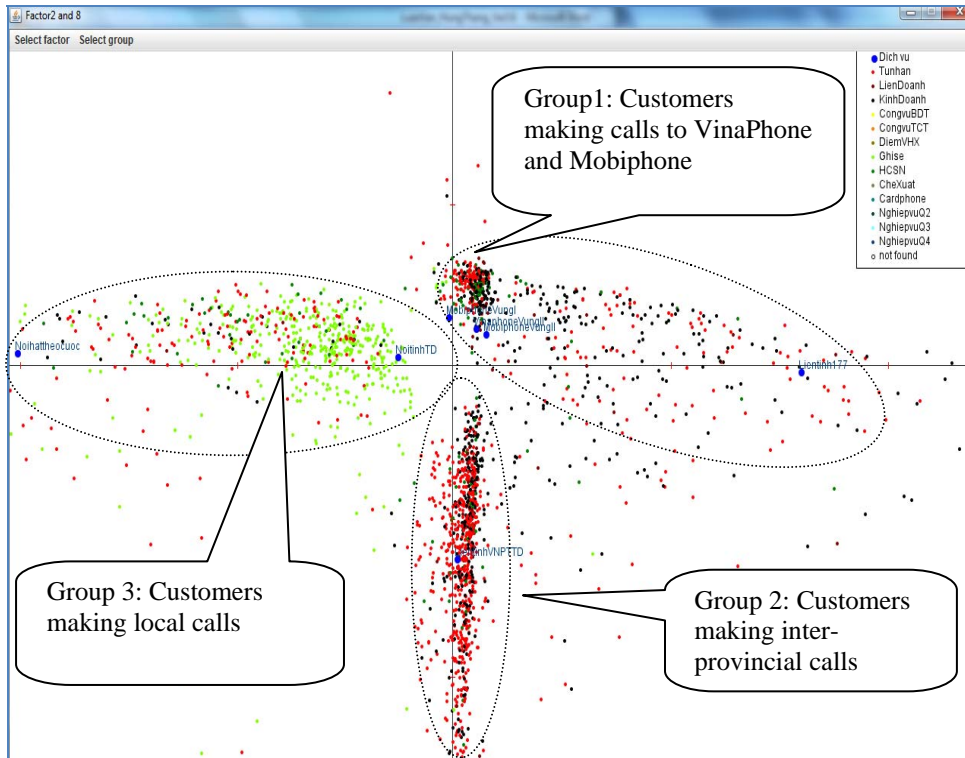 Factor2 and 8
Select factor Select group
Dich vu
Tunhan
LienDoanh
KinhDoanh
CongvuBDT
CongvuTCT
DiemVHX
Ghise
HCSN
CheXuat
Cardphone
NghiepvuQ2
NghiepvuQ3
NghiepvuQ4
not found
Group1: Customers
making calls to VinaPhone
and Mobiphone
MobiphoneVungI
MobiphoneVungII
NoihatTheocuoc
NoitinhTD
Lientinh177
Group 3: Customers
making local calls
Group 2: Customers
making inter-
provincial calls